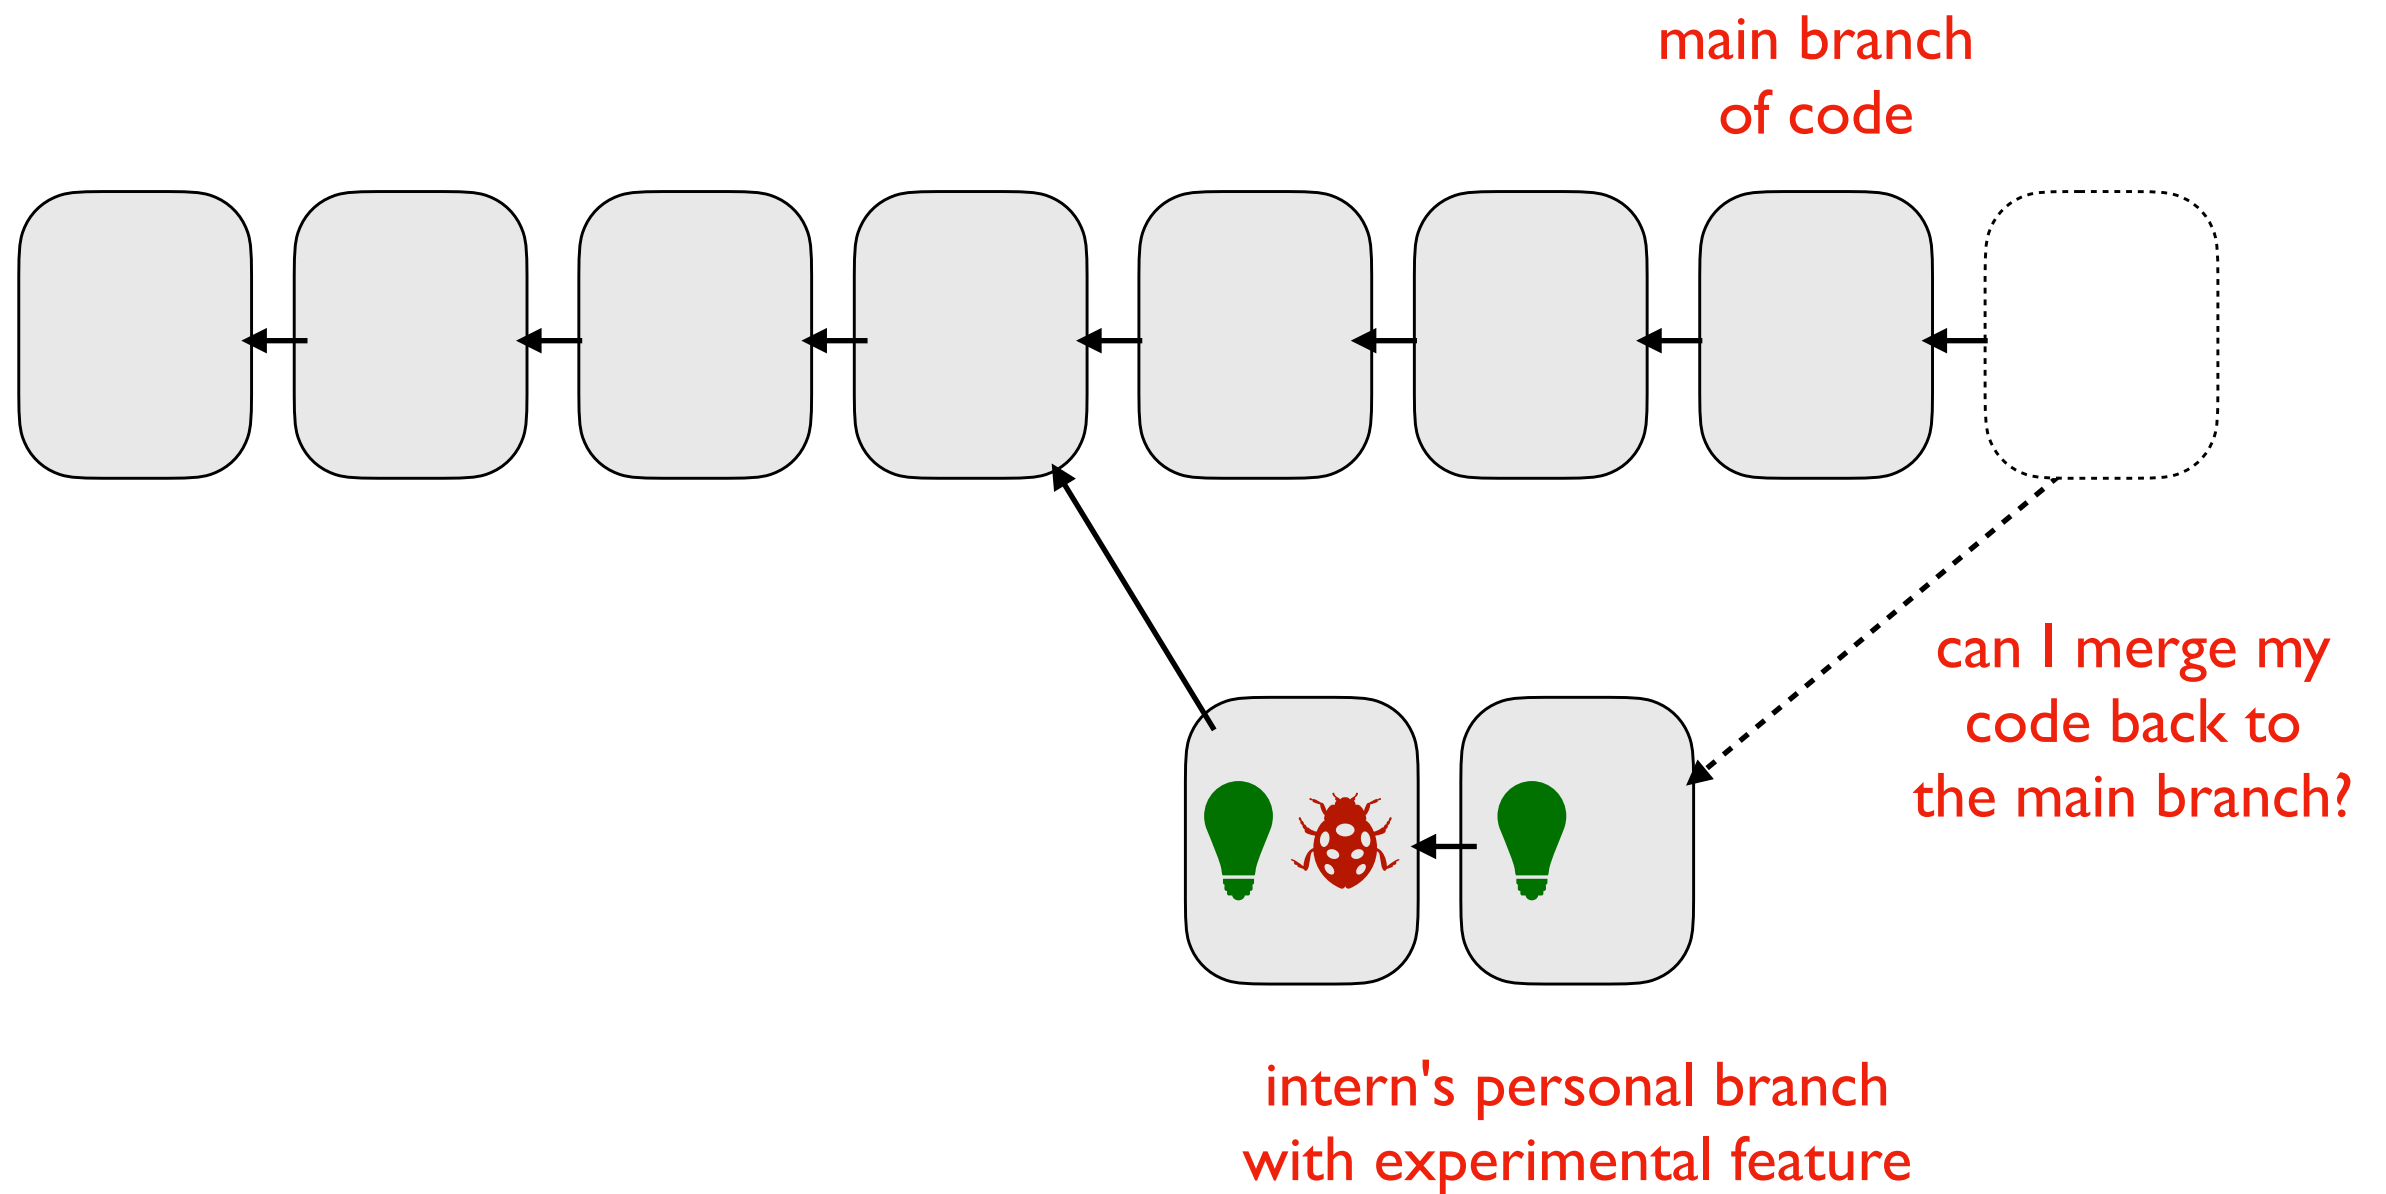 main branch
of code
can I merge my
code back to
the main branch?
intern's personal branch
with experimental feature